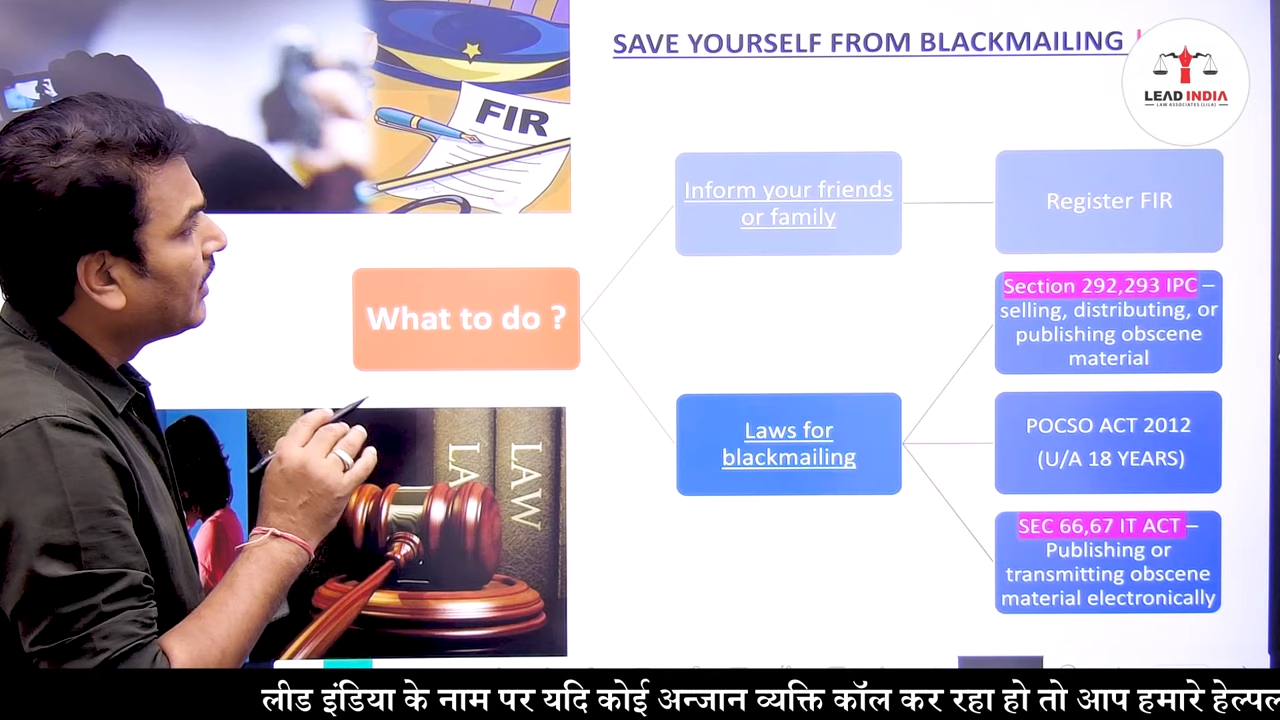 SAVE YOURSELF FROM BLACKMAILING
LEAD INDIA
LAW ASSOCIATES (LILA)
FIR
Inform your friends
or family
Register FIR
What to do ?
Section 292,293 IPC –
selling, distributing, or
publishing obscene
material
Laws for
blackmailing
POCSO ACT 2012
(U/A 18 YEARS)
SEC 66,67 IT ACT –
Publishing or
transmitting obscene
material electronically
LAW
LAW
लीड इंडिया के नाम पर यदि कोई अन्जान व्यक्ति कॉल कर रहा हो तो आप हमारे